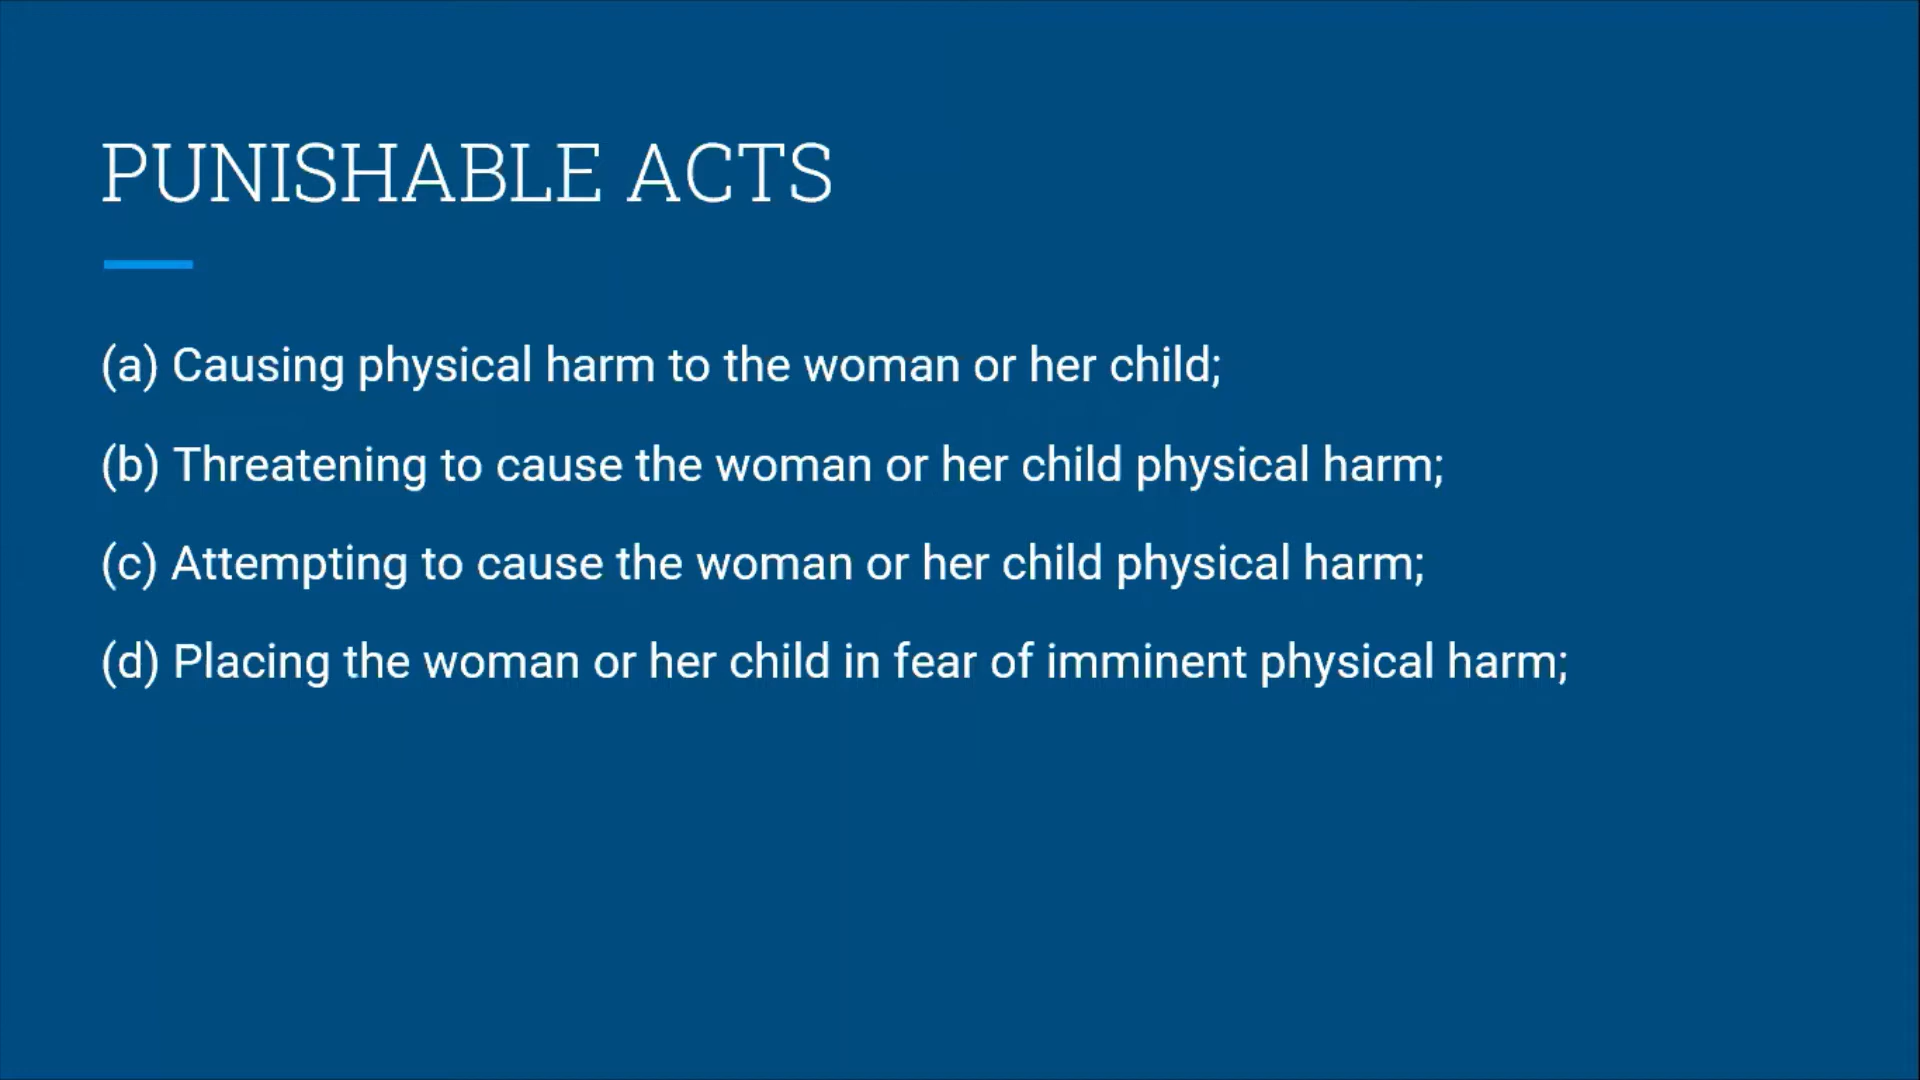 PUNISHABLE ACTS
(a) Causing physical harm to the woman or her child;
(b) Threatening to cause the woman or her child physical harm;
(c) Attempting to cause the woman or her child physical harm;
(d) Placing the woman or her child in fear of imminent physical harm;